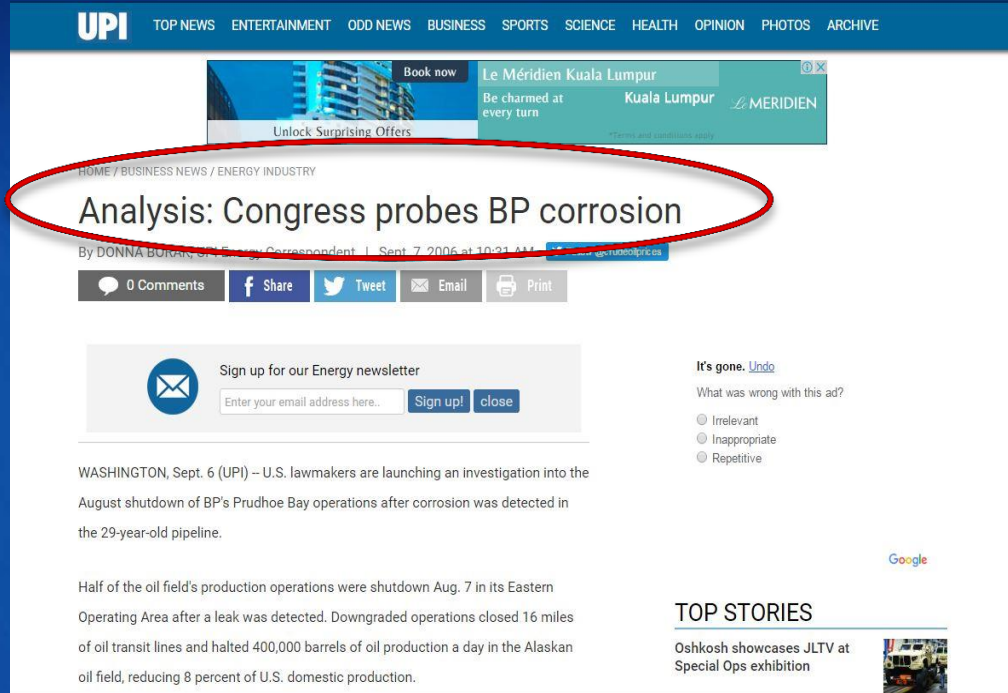 UPI TOP NEWS ENTERTAINMENT ODD NEWS BUSINESS SPORTS SCIENCE HEALTH OPINION PHOTOS ARCHIVE
Book now
Unlock Surprising Offers
Le Méridien Kuala Lumpur
Be charmed at
every turn
Kuala Lumpur
Le MERIDIEN
*Terms and conditions apply
HOME / BUSINESS NEWS / ENERGY INDUSTRY
Analysis: Congress probes BP corrosion
By DONNA Energy Correspondent | Sept. 7, 2006 at 10:31 AM @crudeoilprices
0 Comments
f Share
Tweet
Email
Print
Sign up for our Energy newsletter
Enter your email address here.. Sign up! close
It's gone. Undo
What was wrong with this ad?
Irrelevant
Inappropriate
Repetitive
WASHINGTON, Sept. 6 (UPI) -- U.S. lawmakers are launching an investigation into the
August shutdown of BP's Prudhoe Bay operations after corrosion was detected in
the 29-year-old pipeline.
Google
Half of the oil field's production operations were shutdown Aug. 7 in its Eastern
Operating Area after a leak was detected. Downgraded operations closed 16 miles
of oil transit lines and halted 400,000 barrels of oil production a day in the Alaskan
oil field, reducing 8 percent of U.S. domestic production.
TOP STORIES
Oshkosh showcases JLTV at
Special Ops exhibition